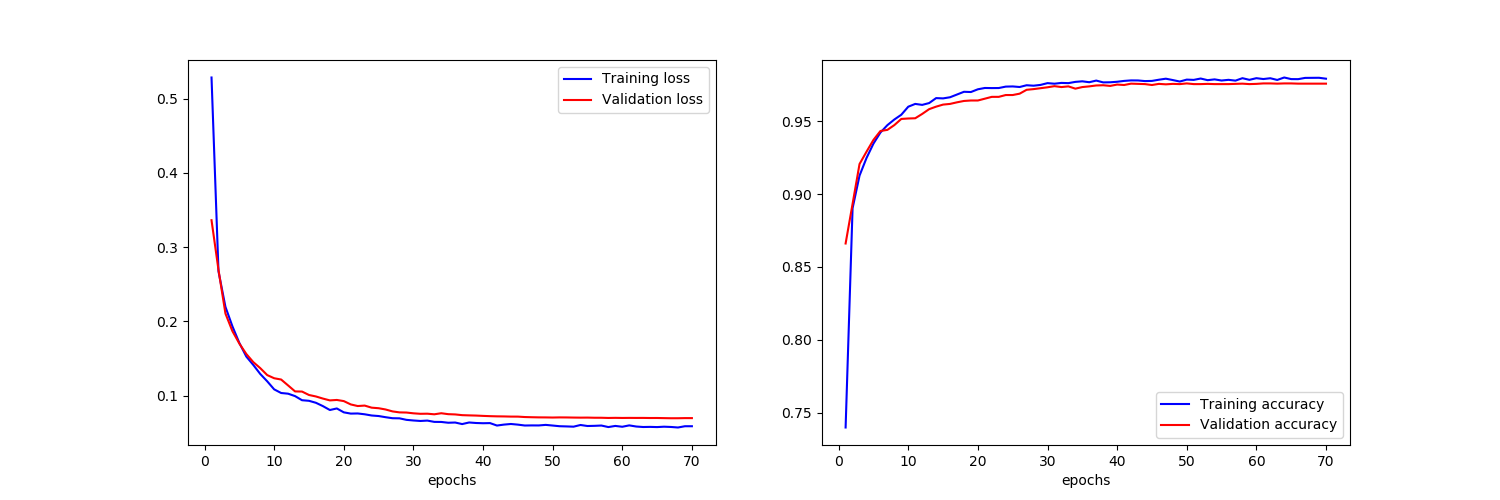 0.5
0.4
0.3
0.2
0.1
0 10 20 30 40 50 60 70
epochs
Training loss
Validation loss
0.95
0.90
0.85
0.80
0.75
0 10 20 30 40 50 60 70
epochs
Training accuracy
Validation accuracy